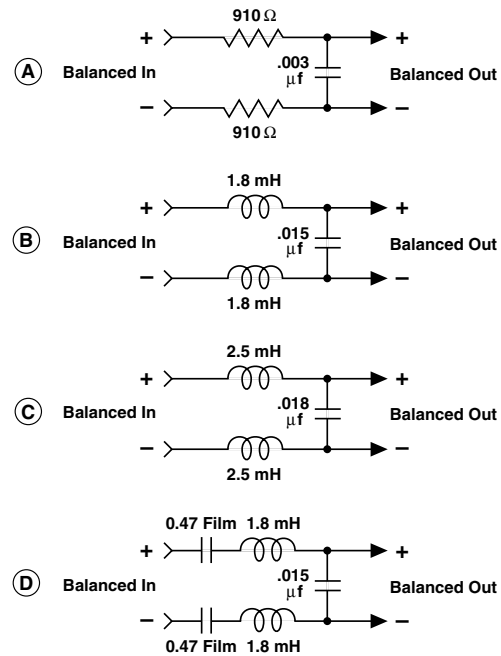 910 Ω
+ +
.003
μf
A Balanced In Balanced Out
− −
910 Ω
1.8 mH
+ +
.015
μf
B Balanced In Balanced Out
− −
1.8 mH
2.5 mH
+ +
.018
μf
C Balanced In Balanced Out
− −
2.5 mH
0.47 Film 1.8 mH
+ +
.015
μf
D Balanced In Balanced Out
− −
0.47 Film 1.8 mH